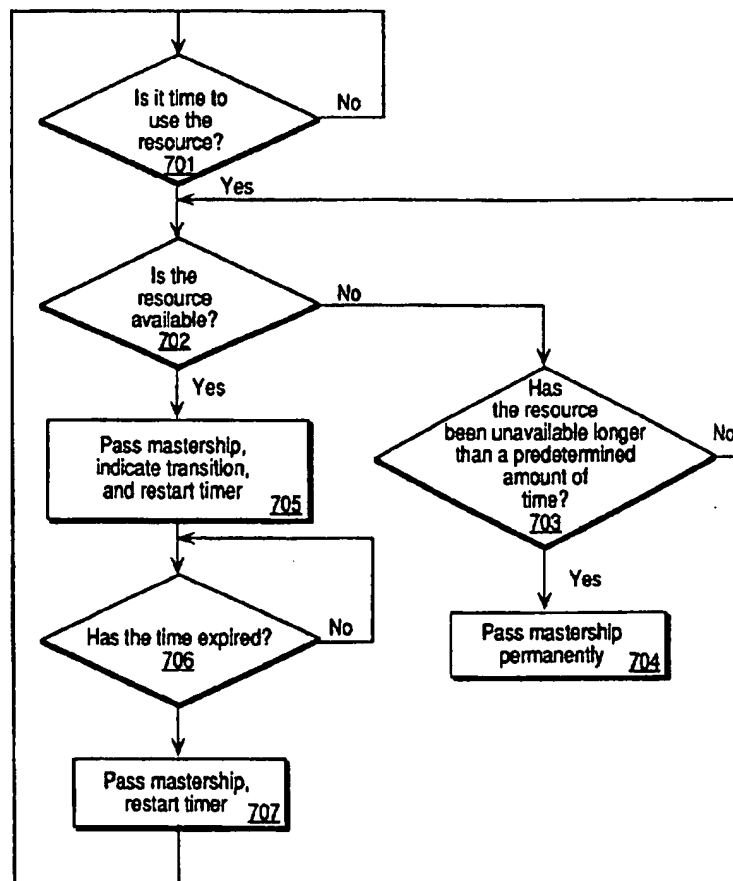 Is it time to
use the
resource?
701
No
Yes
Is the
resource
available?
702
No
Yes
Has
the resource
been unavailable longer
than a predetermined
amount of
time?
703
No
Yes
Pass mastership,
indicate transition,
and restart timer
705
Has the time expired?
706
No
Pass mastership
permanently 704
Pass mastership,
restart timer 707